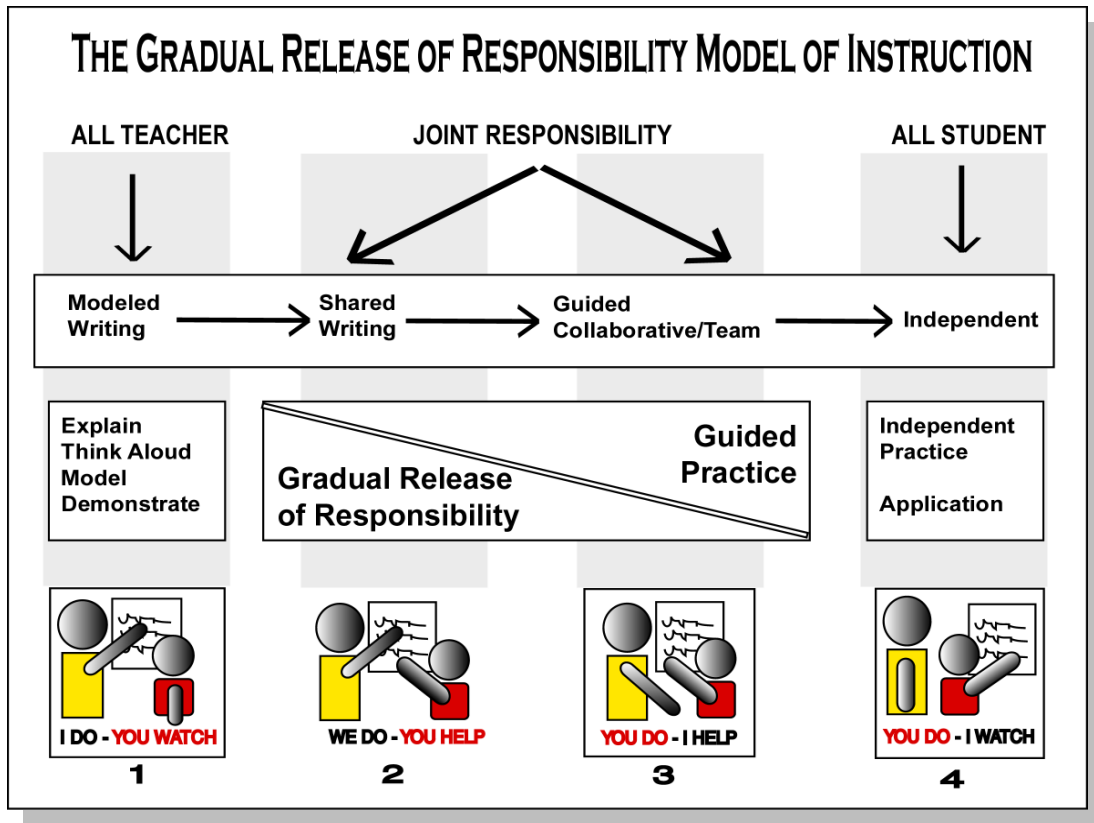 THE GRADUAL RELEASE OF RESPONSIBILITY MODEL OF INSTRUCTION
ALL TEACHER
JOINT RESPONSIBILITY
ALL STUDENT
Modeled
Writing
Shared
Writing
Guided
Collaborative/Team
Independent
Explain
Think Aloud
Model
Demonstrate
Gradual Release
of Responsibility
Guided
Practice
Independent
Practice
Application
I DO - YOU WATCH
1
WE DO - YOU HELP
2
YOU DO - I HELP
3
YOU DO - I WATCH
4